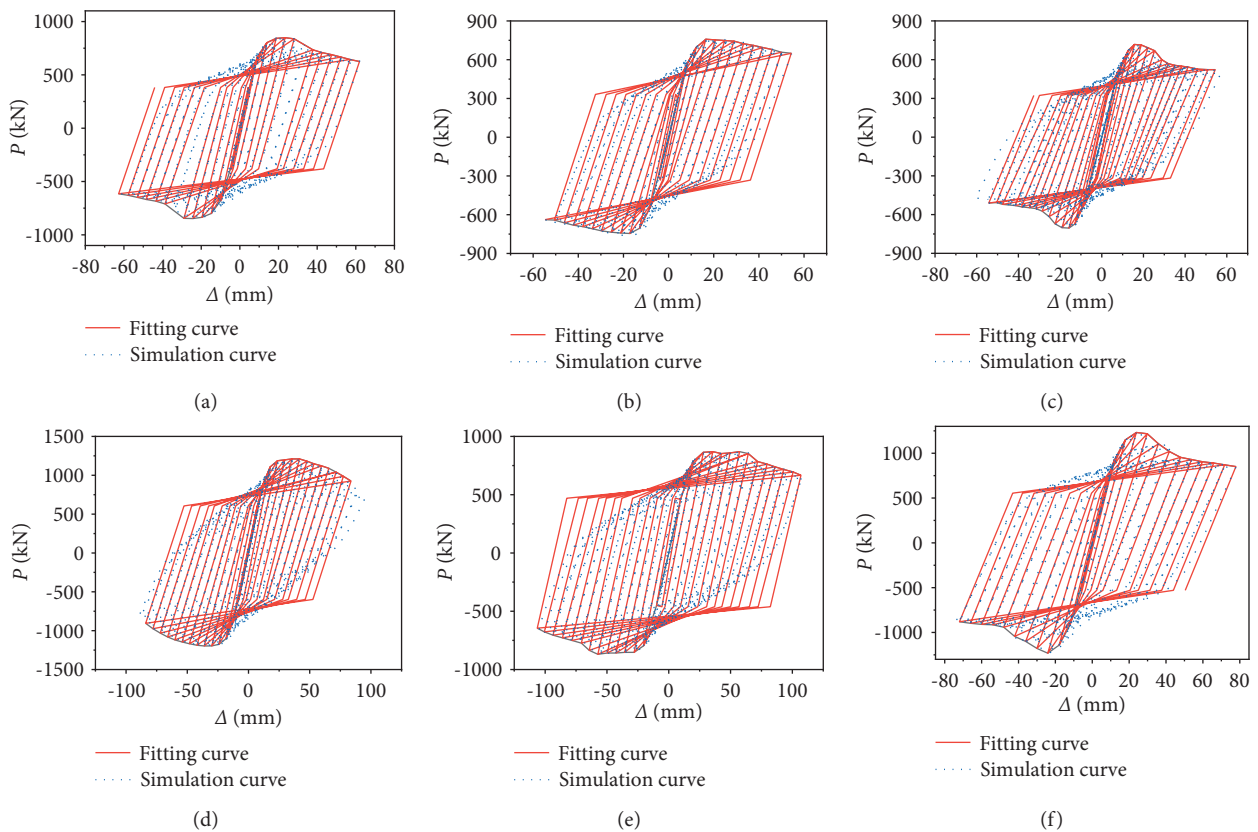 1000
500
0
-500
-1000
P (kN)
-80 -60 -40 -20 0 20 40 60 80
Δ (mm)
Fitting curve
Simulation curve
(a)
900
600
300
0
-300
-600
-900
P (kN)
-60 -40 -20 0 20 40 60
Δ (mm)
Fitting curve
Simulation curve
(b)
900
600
300
0
-300
-600
-900
P (kN)
-80 -60 -40 -20 0 20 40 60
Δ (mm)
Fitting curve
Simulation curve
(c)
1500
1000
500
0
-500
-1000
-1500
P (kN)
-100 -50 0 50 100
Δ (mm)
Fitting curve
Simulation curve
(d)
1000
500
0
-500
-1000
P (kN)
-100 -50 0 50 100
Δ (mm)
Fitting curve
Simulation curve
(e)
1000
500
0
-500
-1000
P (kN)
-80 -60 -40 -20 0 20 40 60 80
Δ (mm)
Fitting curve
Simulation curve
(f)